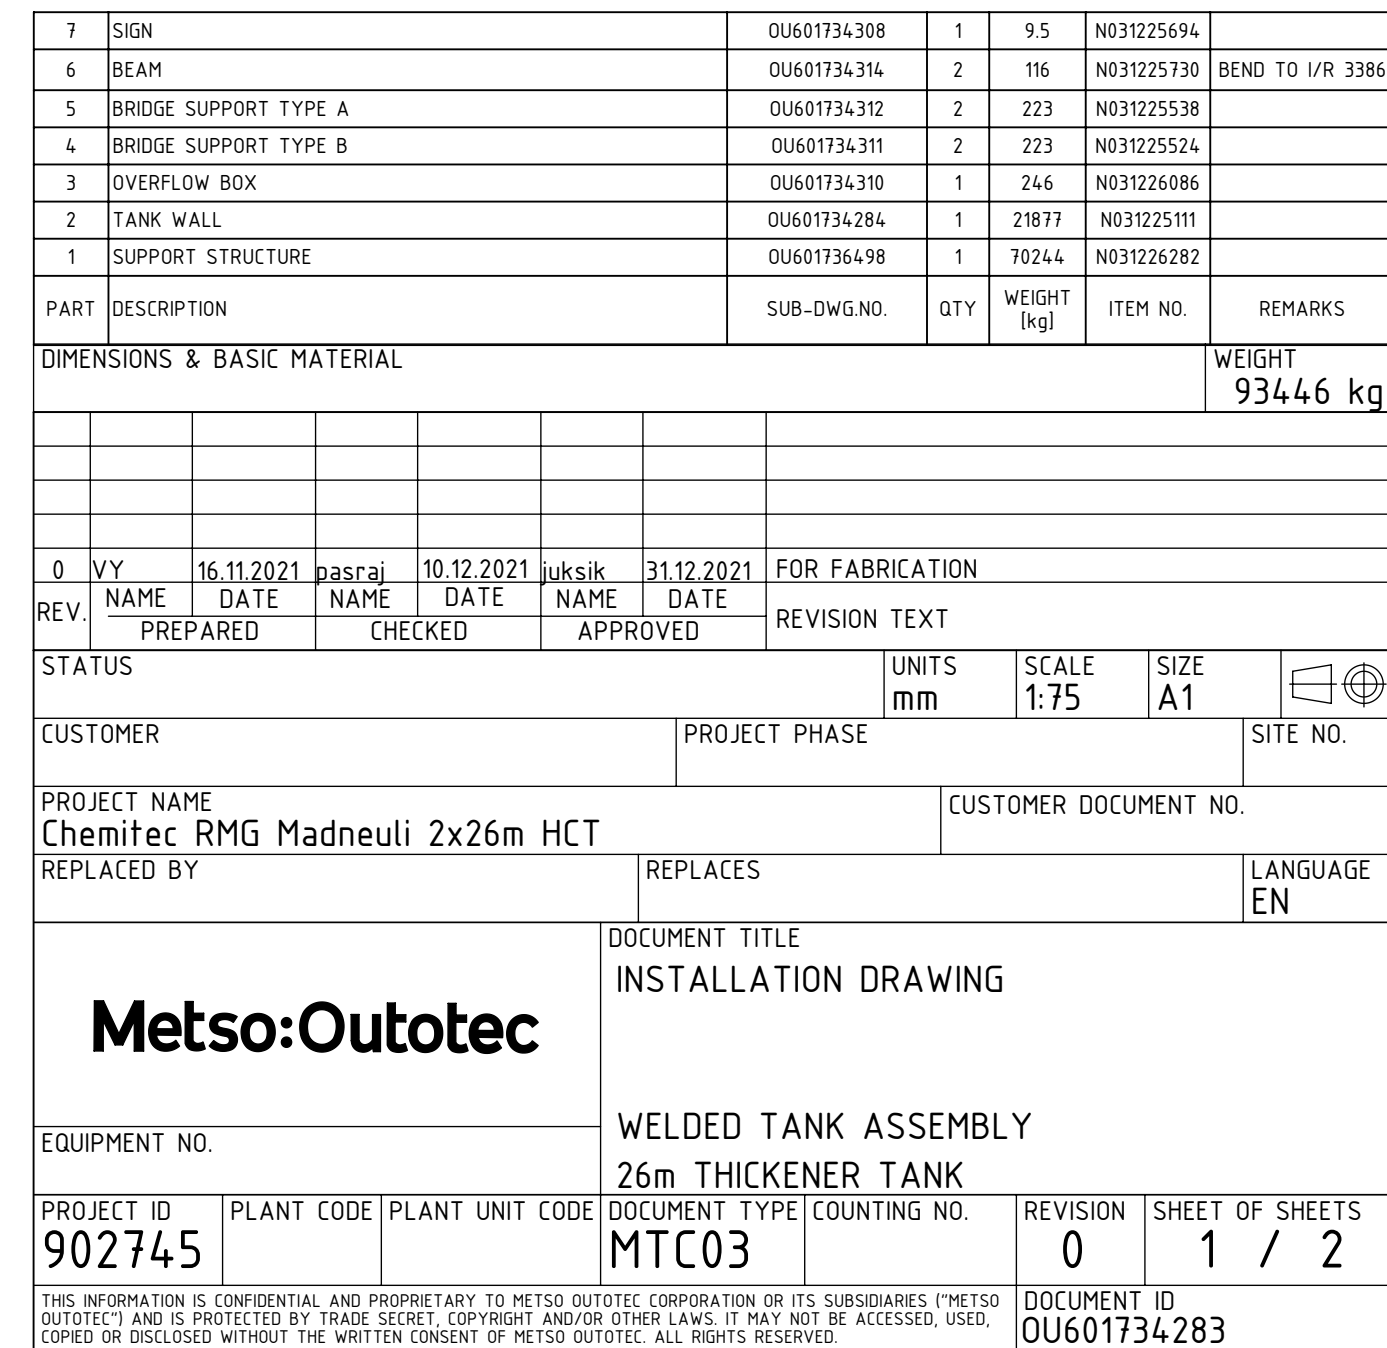 7 SIGN OU601734308 1 9.5 N031225694
6 BEAM OU601734314 2 116 N031225730 BEND TO I/R 3386
5 BRIDGE SUPPORT TYPE A OU601734312 2 223 N031225538
4 BRIDGE SUPPORT TYPE B OU601734311 2 223 N031225524
3 OVERFLOW BOX OU601734310 1 246 N031226086
2 TANK WALL OU601734284 1 21877 N031225111
1 SUPPORT STRUCTURE OU601736498 1 70244 N031226282
PART DESCRIPTION SUB-DWG.NO. QTY WEIGHT [kg] ITEM NO. REMARKS
DIMENSIONS & BASIC MATERIAL WEIGHT
93446 kg
0 VY 16.11.2021 pasraj 10.12.2021 juksik 31.12.2021 FOR FABRICATION
REV. NAME DATE NAME DATE NAME DATE REVISION TEXT
PREPARED CHECKED APPROVED
STATUS UNITS SCALE SIZE
mm 1:75 A1
CUSTOMER PROJECT PHASE SITE NO.
PROJECT NAME CUSTOMER DOCUMENT NO.
Chemitec RMG Madneuli 2x26m HCT
REPLACED BY REPLACES LANGUAGE
EN
DOCUMENT TITLE
INSTALLATION DRAWING
Metso:Outotec
WELDED TANK ASSEMBLY
EQUIPMENT NO.
26m THICKENER TANK
PROJECT ID PLANT CODE PLANT UNIT CODE DOCUMENT TYPE COUNTING NO. REVISION SHEET OF SHEETS
902745 MTC03 0 1 / 2
THIS INFORMATION IS CONFIDENTIAL AND PROPRIETARY TO METSO OUTOTEC CORPORATION OR ITS SUBSIDIARIES ("METSO
OUTOTEC") AND IS PROTECTED BY TRADE SECRET, COPYRIGHT AND/OR OTHER LAWS. IT MAY NOT BE ACCESSED, USED,
COPIED OR DISCLOSED WITHOUT THE WRITTEN CONSENT OF METSO OUTOTEC. ALL RIGHTS RESERVED.
DOCUMENT ID
OU601734283